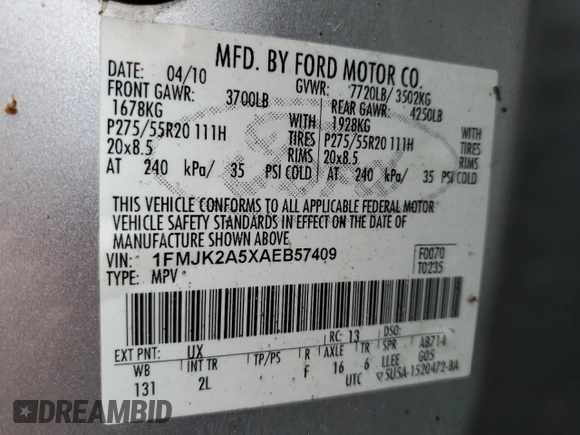 MFD. BY FORD MOTOR CO.
DATE: 04/10 GVWR: 7720LB/ 3502KG
FRONT GAWR: 3700LB REAR GAWR: 4250LB
1678KG WITH 1928KG WITH
P275/55R20 111H TIRES P275/55R20 111H TIRES
20x8.5 RIMS 20x8.5 RIMS
AT 240 kPa/ 35 PSI COLD AT 240 kPa/ 35 PSI COLD
THIS VEHICLE CONFORMS TO ALL APPLICABLE FEDERAL MOTOR
VEHICLE SAFETY STANDARDS IN EFFECT ON THE DATE OF
MANUFACTURE SHOWN ABOVE.
VIN: 1FMJK2A5XAEB57409 F0070
TYPE: MPV T0235
EXT PNT: UX RC: 13 DSO:
WB INT TR TP/PS R AXLE TR SPR AB714
131 2L F 16 6 LLEE G05
UTC ▽5U5A-1520472-BA
Ford
DREAMBID